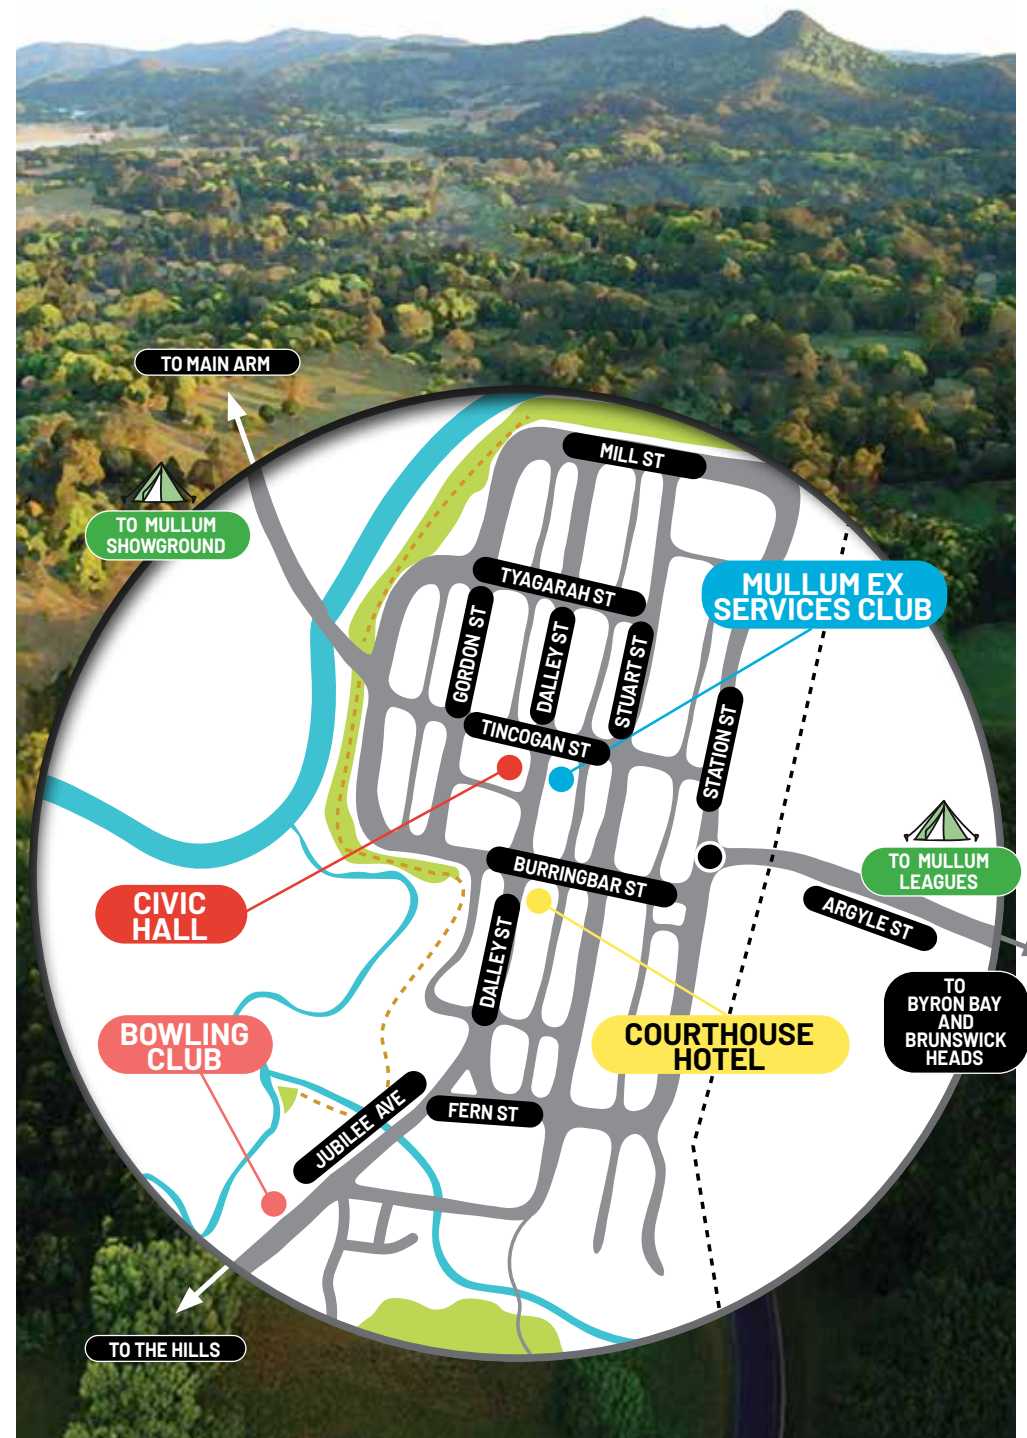 TO MAIN ARM
MILL ST
TO MULLUM
SHOWGROUND
TYAGARAH ST
MULLUM EX
SERVICES CLUB
GORDON ST
DALLEY ST
STUART ST
TINCOGAN ST
STATION ST
BURRINGBAR ST
TO MULLUM
LEAGUES
CIVIC
HALL
ARGYLE ST
DALLEY ST
TO
BYRON BAY
AND
BRUNSWICK
HEADS
BOWLING
CLUB
COURTHOUSE
HOTEL
JUBILEE AVE
FERN ST
TO THE HILLS